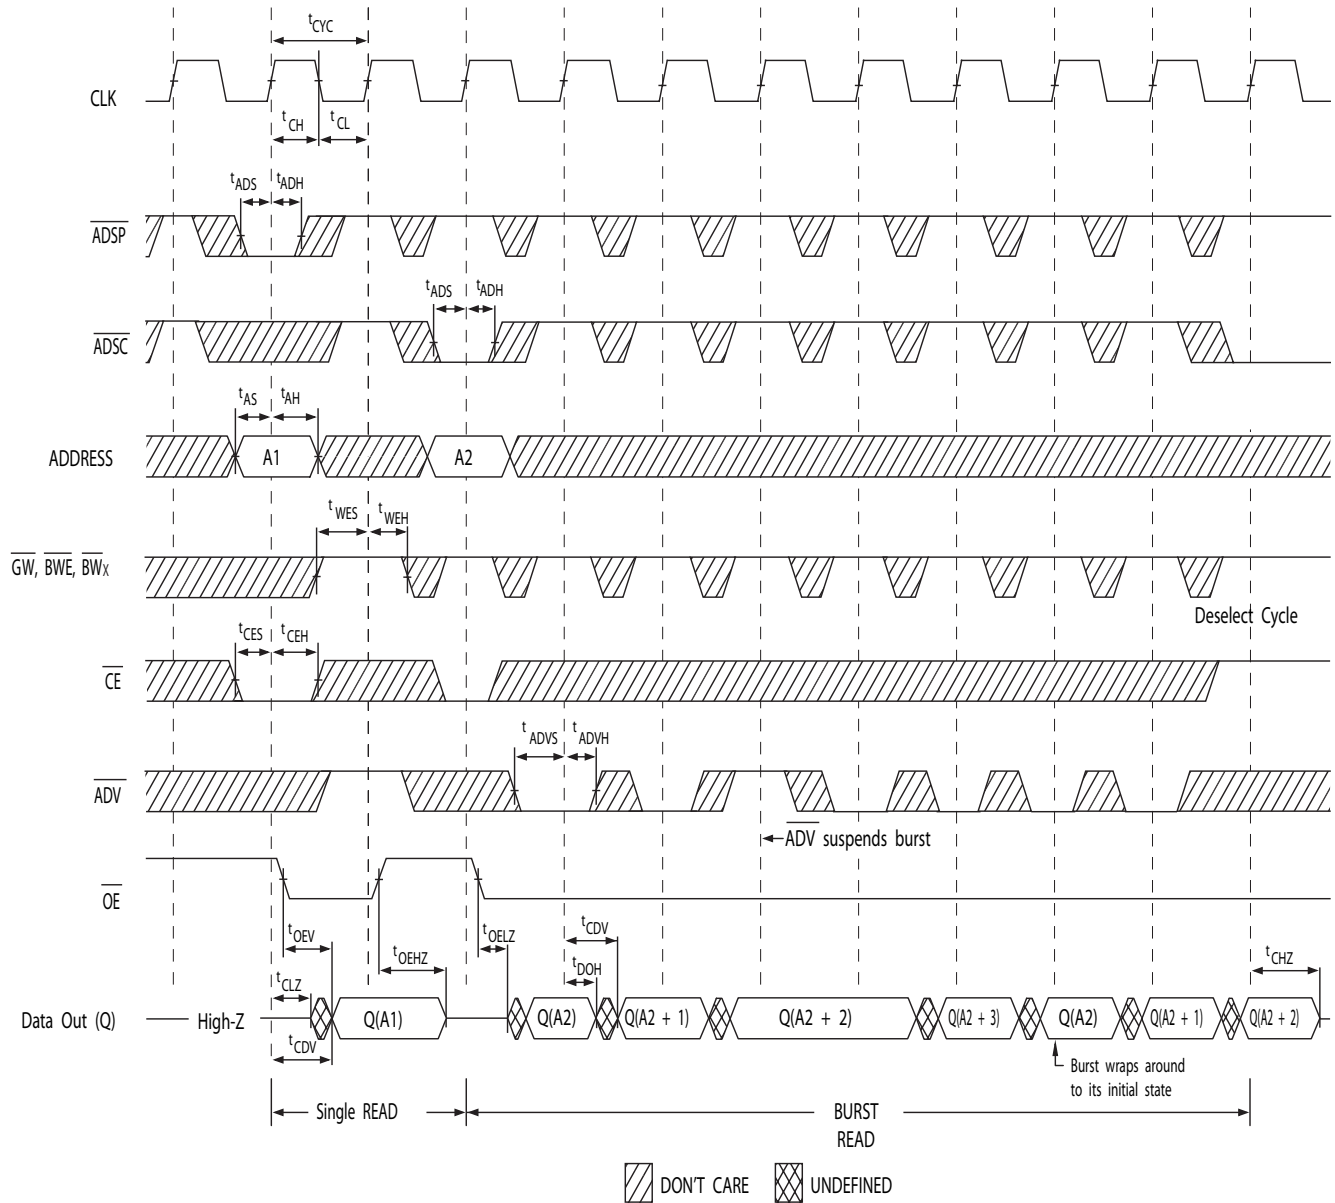 tCYC
CLK
tCH
tCL
tADS
tADH
ADSP
tADS
tADH
ADSC
tAS
tAH
ADDRESS
A1
A2
tWES
tWEH
GW, BWE, BWx
Deselect Cycle
tCES
tCEH
CE
tADVS
tADVH
ADV
ADV suspends burst
OE
tOEV
tOEHZ
tOELZ
tCDV
tDOH
tCLZ
tCHZ
Data Out (Q)
High-Z
Q(A1)
Q(A2)
Q(A2 + 1)
Q(A2 + 2)
Q(A2 + 3)
Q(A2)
Q(A2 + 1)
Q(A2 + 2)
tCDV
Burst wraps around
to its initial state
Single READ
BURST
READ
DON'T CARE
UNDEFINED